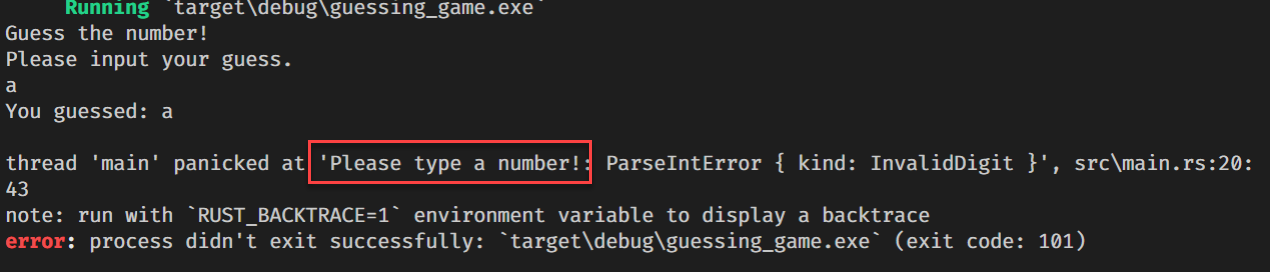 Running `target\debug\guessing_game.exe`
Guess the number!
Please input your guess.
a
You guessed: a
thread 'main' panicked at 'Please type a number!: ParseIntError { kind: InvalidDigit }', src\main.rs:20:
43
note: run with `RUST_BACKTRACE=1` environment variable to display a backtrace
error: process didn't exit successfully: `target\debug\guessing_game.exe` (exit code: 101)